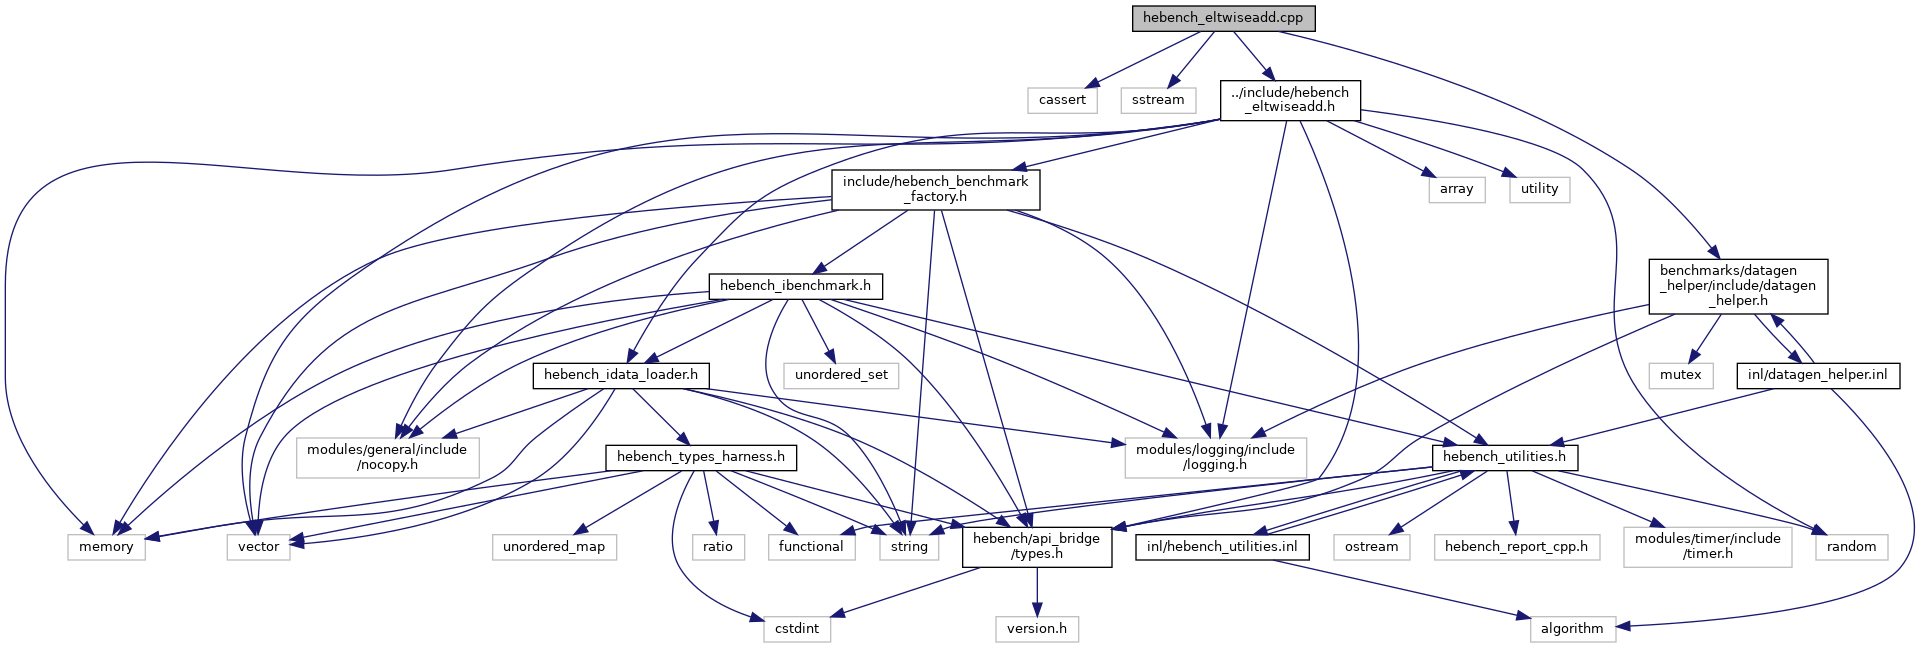 hebench_eltwiseadd.cpp
cassert
sstream
../include/hebench
_eltwiseadd.h
include/hebench_benchmark
_factory.h
array
utility
hebench_ibenchmark.h
benchmarks/datagen
_helper/include/datagen
_helper.h
hebench_idata_loader.h
unordered_set
mutex
inl/datagen_helper.inl
modules/general/include
/nocopy.h
hebench_types_harness.h
modules/logging/include
/logging.h
hebench_utilities.h
memory
vector
unordered_map
ratio
functional
string
hebench/api_bridge
/types.h
inl/hebench_utilities.inl
ostream
hebench_report_cpp.h
modules/timer/include
/timer.h
random
cstdint
version.h
algorithm